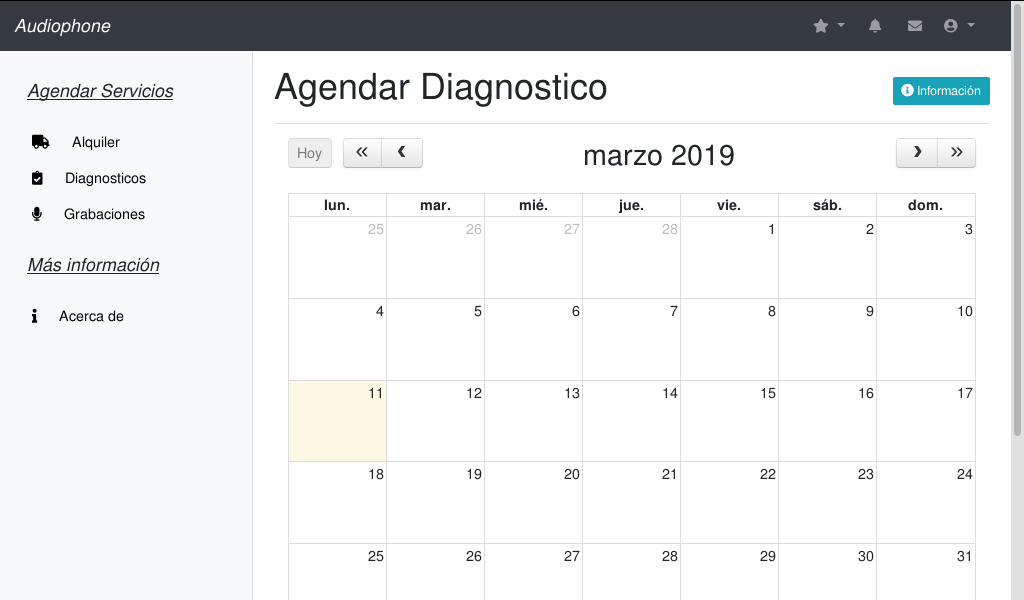 Audiophone
Agendar Servicios
Alquiler
Diagnosticos
Grabaciones
Más información
Acerca de
Agendar Diagnostico
Información
Hoy « ‹ marzo 2019 › »
lun. mar. mié. jue. vie. sáb. dom.
25 26 27 28 1 2 3
4 5 6 7 8 9 10
11 12 13 14 15 16 17
18 19 20 21 22 23 24
25 26 27 28 29 30 31